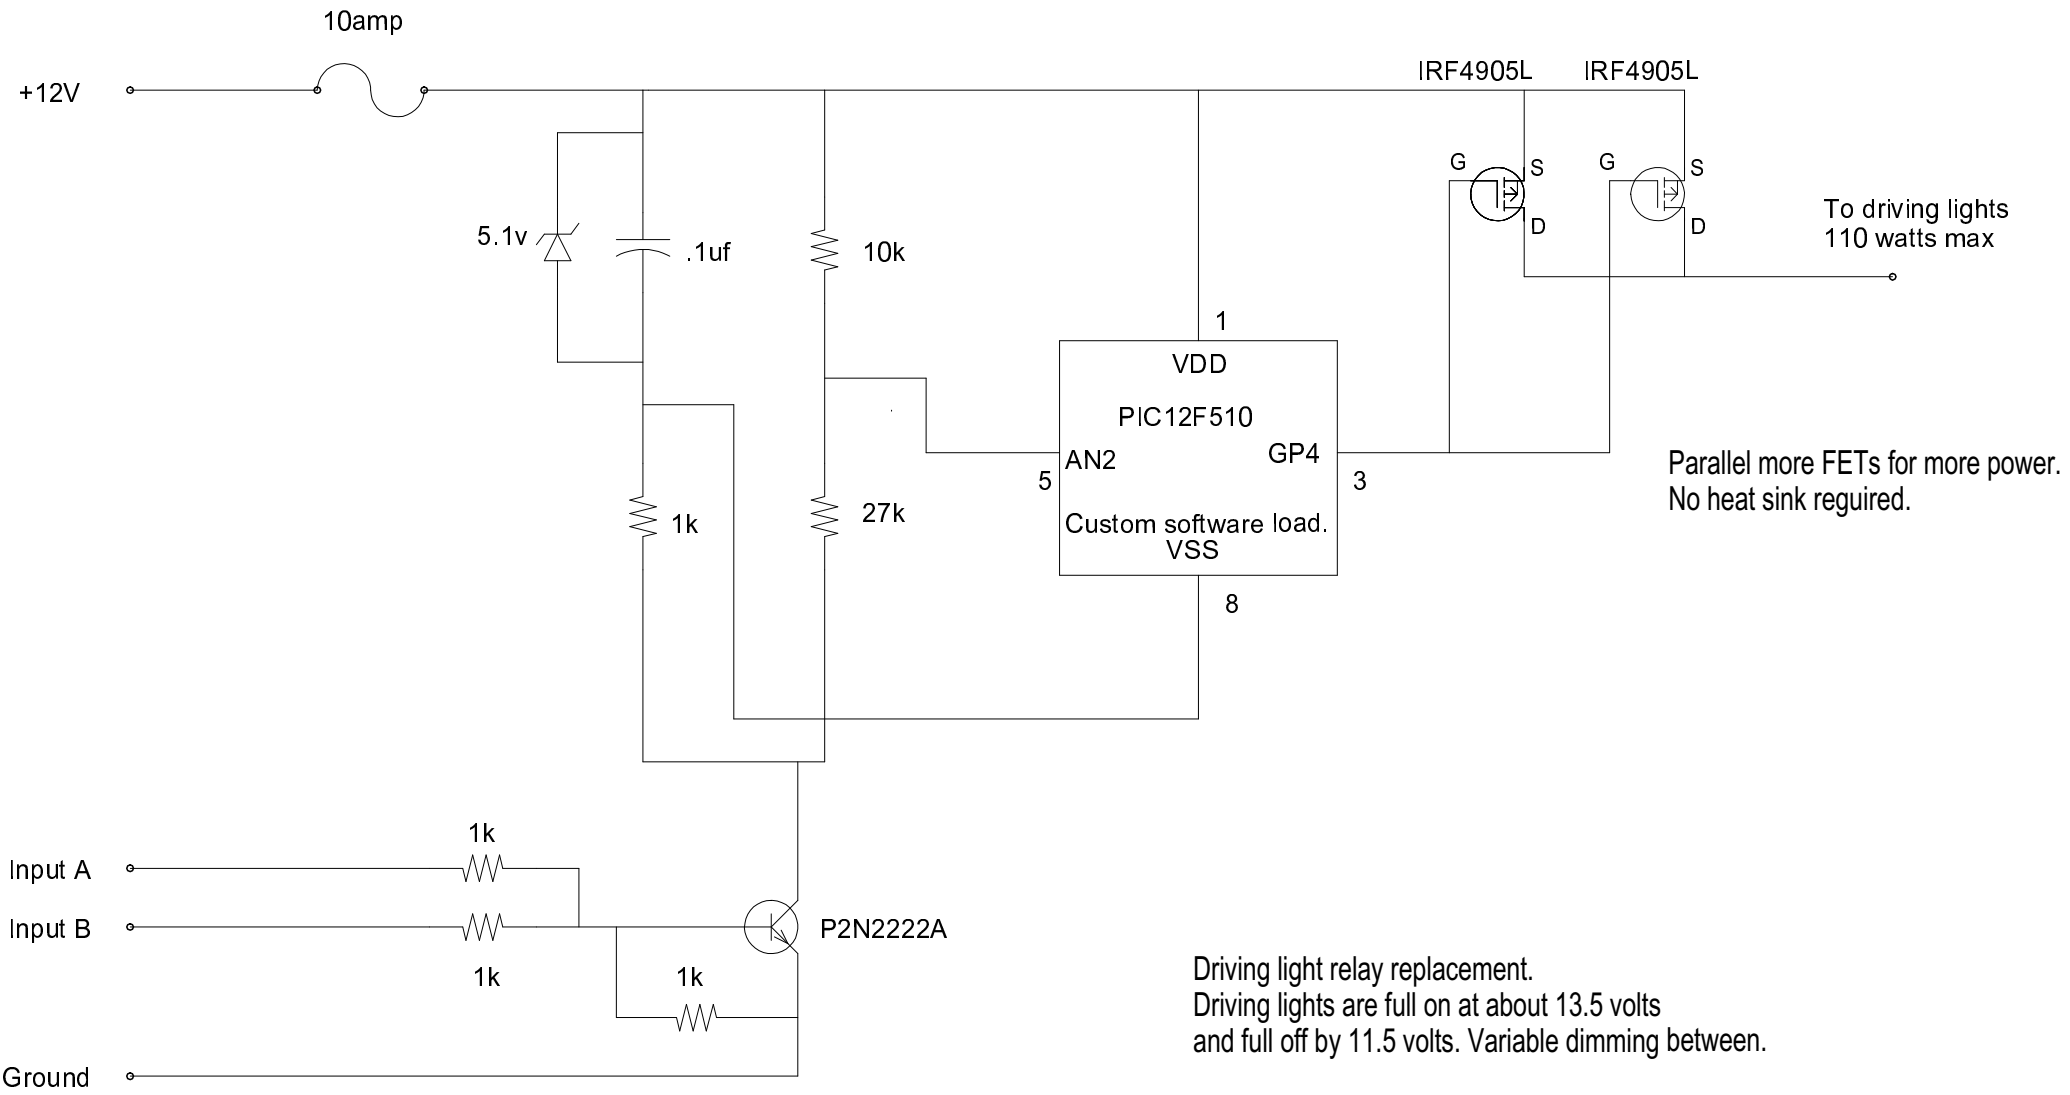 10amp
+12V
IRF4905L IRF4905L
G S G S
D D
To driving lights
110 watts max
5.1v .1uf 10k
1
VDD
PIC12F510
AN2 GP4
5 3
Custom software load.
VSS
8
1k 27k
Parallel more FETs for more power.
No heat sink reguired.
1k
Input A
Input B
1k
P2N2222A
1k
Ground
Driving light relay replacement.
Driving lights are full on at about 13.5 volts
and full off by 11.5 volts. Variable dimming between.